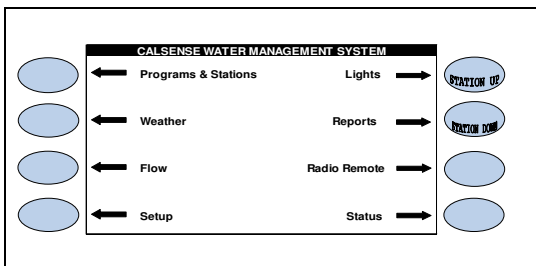 CALSENSE WATER MANAGEMENT SYSTEM
Programs & Stations Lights STATION UP
Weather Reports STATION DOWN
Flow Radio Remote
Setup Status